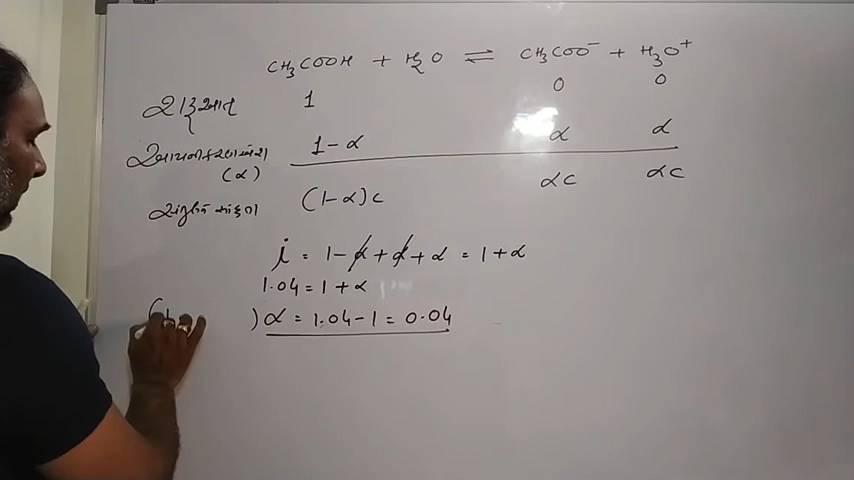 CH₃COOH + H₂O ⇌ CH₃COO⁻ + H₃O⁺
શરૂઆત 1 0 0
1-α α α
(α)
(1-α)c αc αc
i = 1-α+α+α = 1+α
1.04 = 1+α
) α = 1.04-1 = 0.04